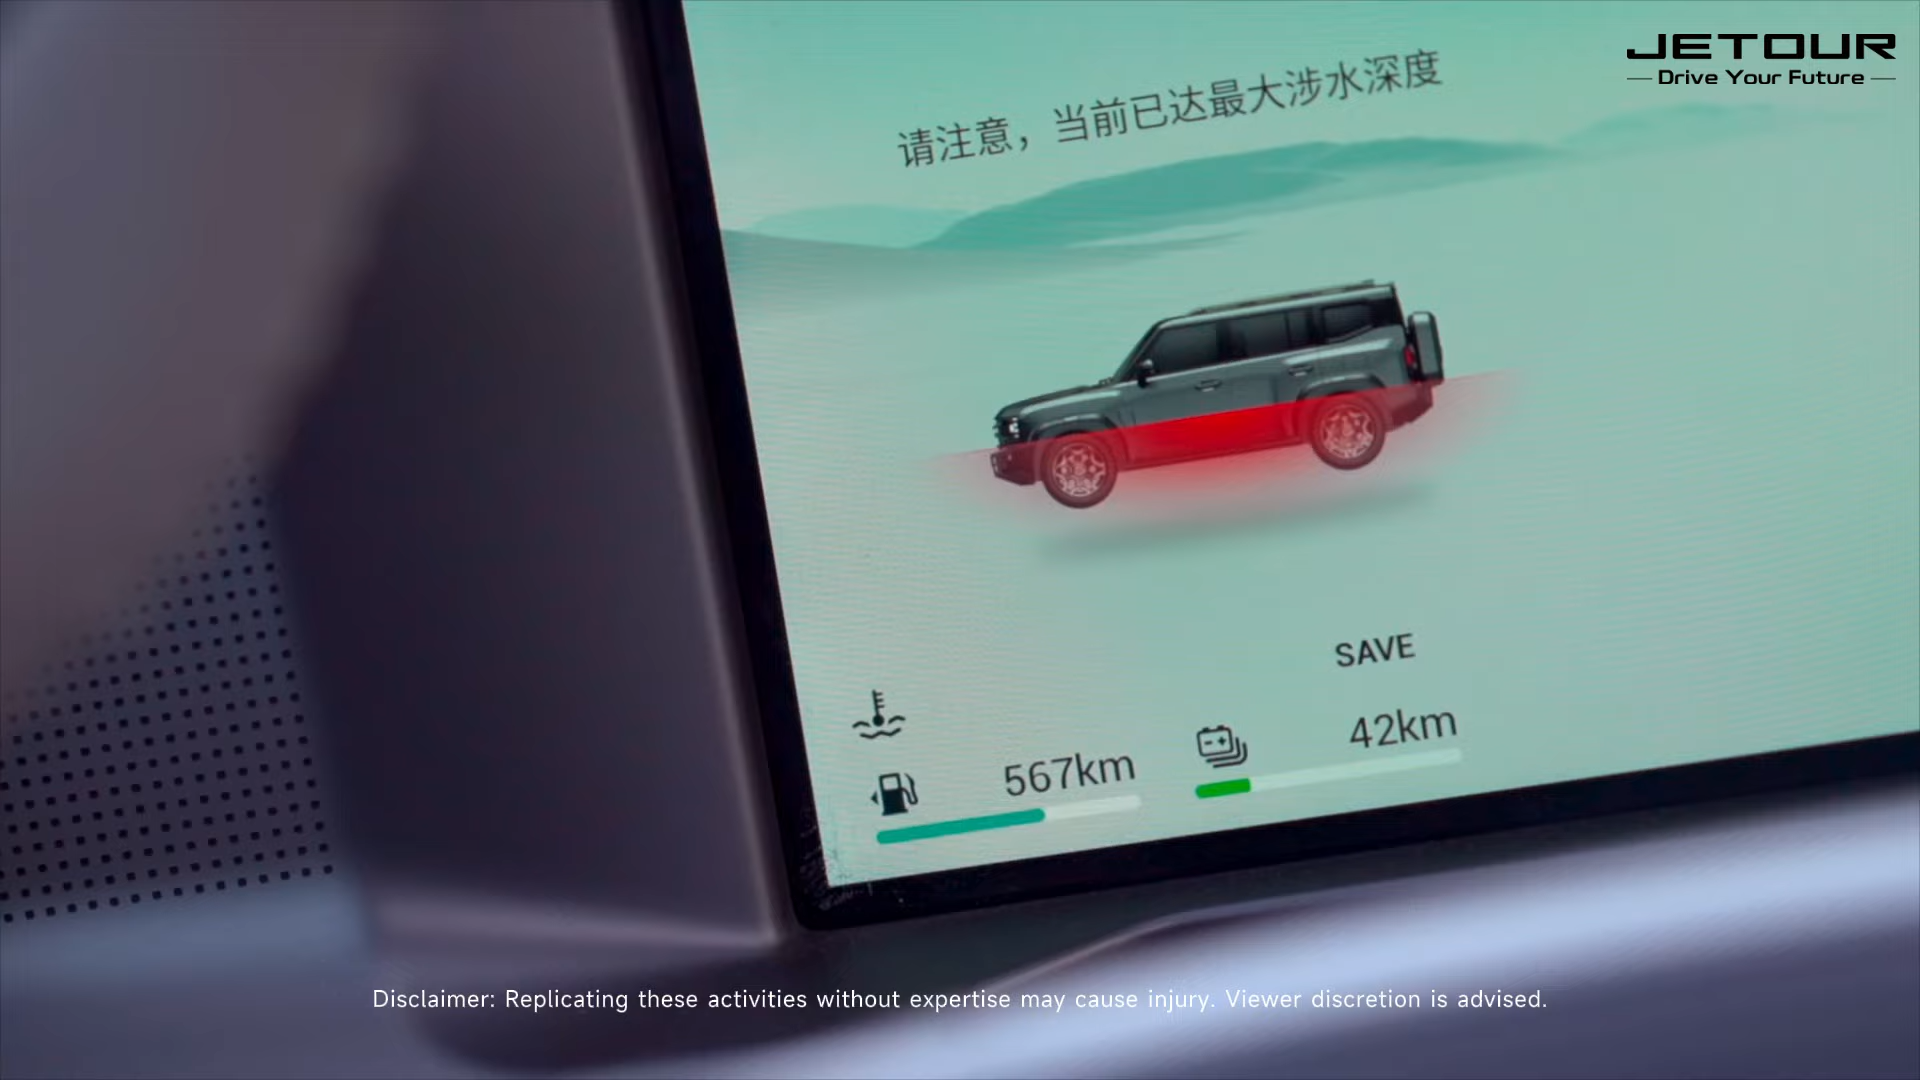 JETOUR
Drive Your Future
请注意，当前已达最大涉水深度
SAVE
567km
42km
Disclaimer: Replicating these activities without expertise may cause injury. Viewer discretion is advised.